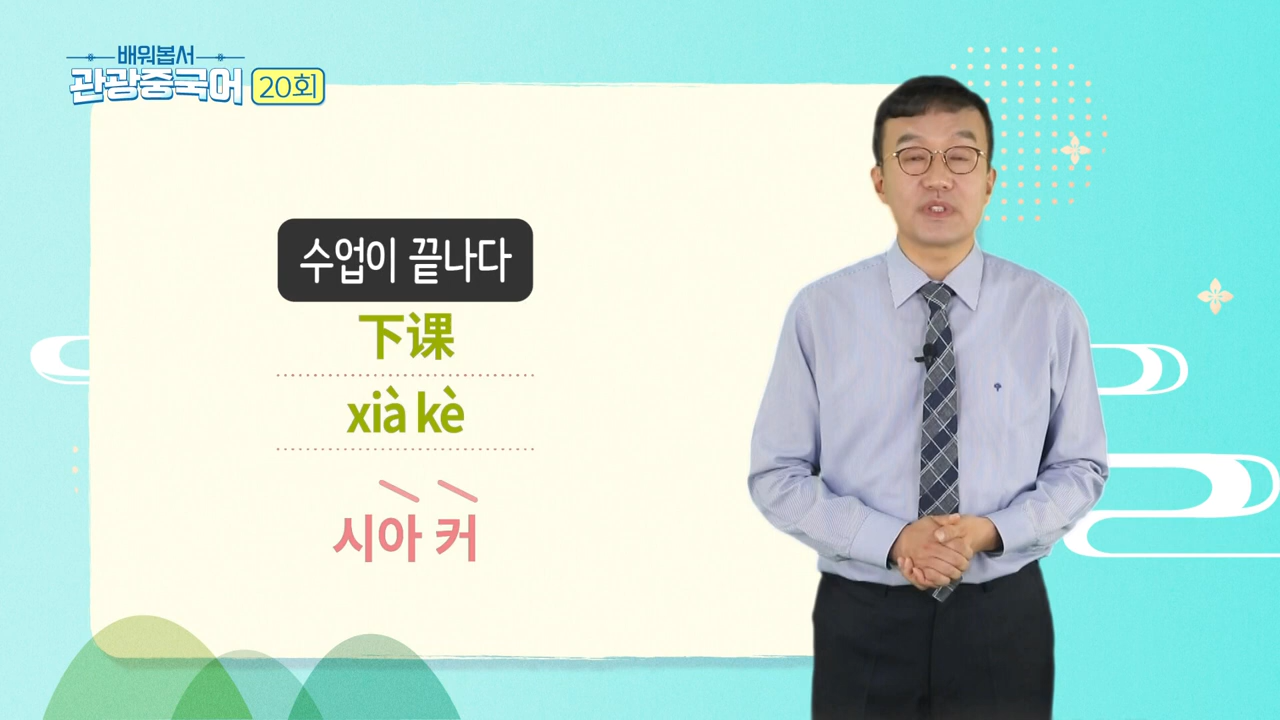 배워봅서
관광중국어 20회
수업이 끝나다
下课
xià kè
시아 커